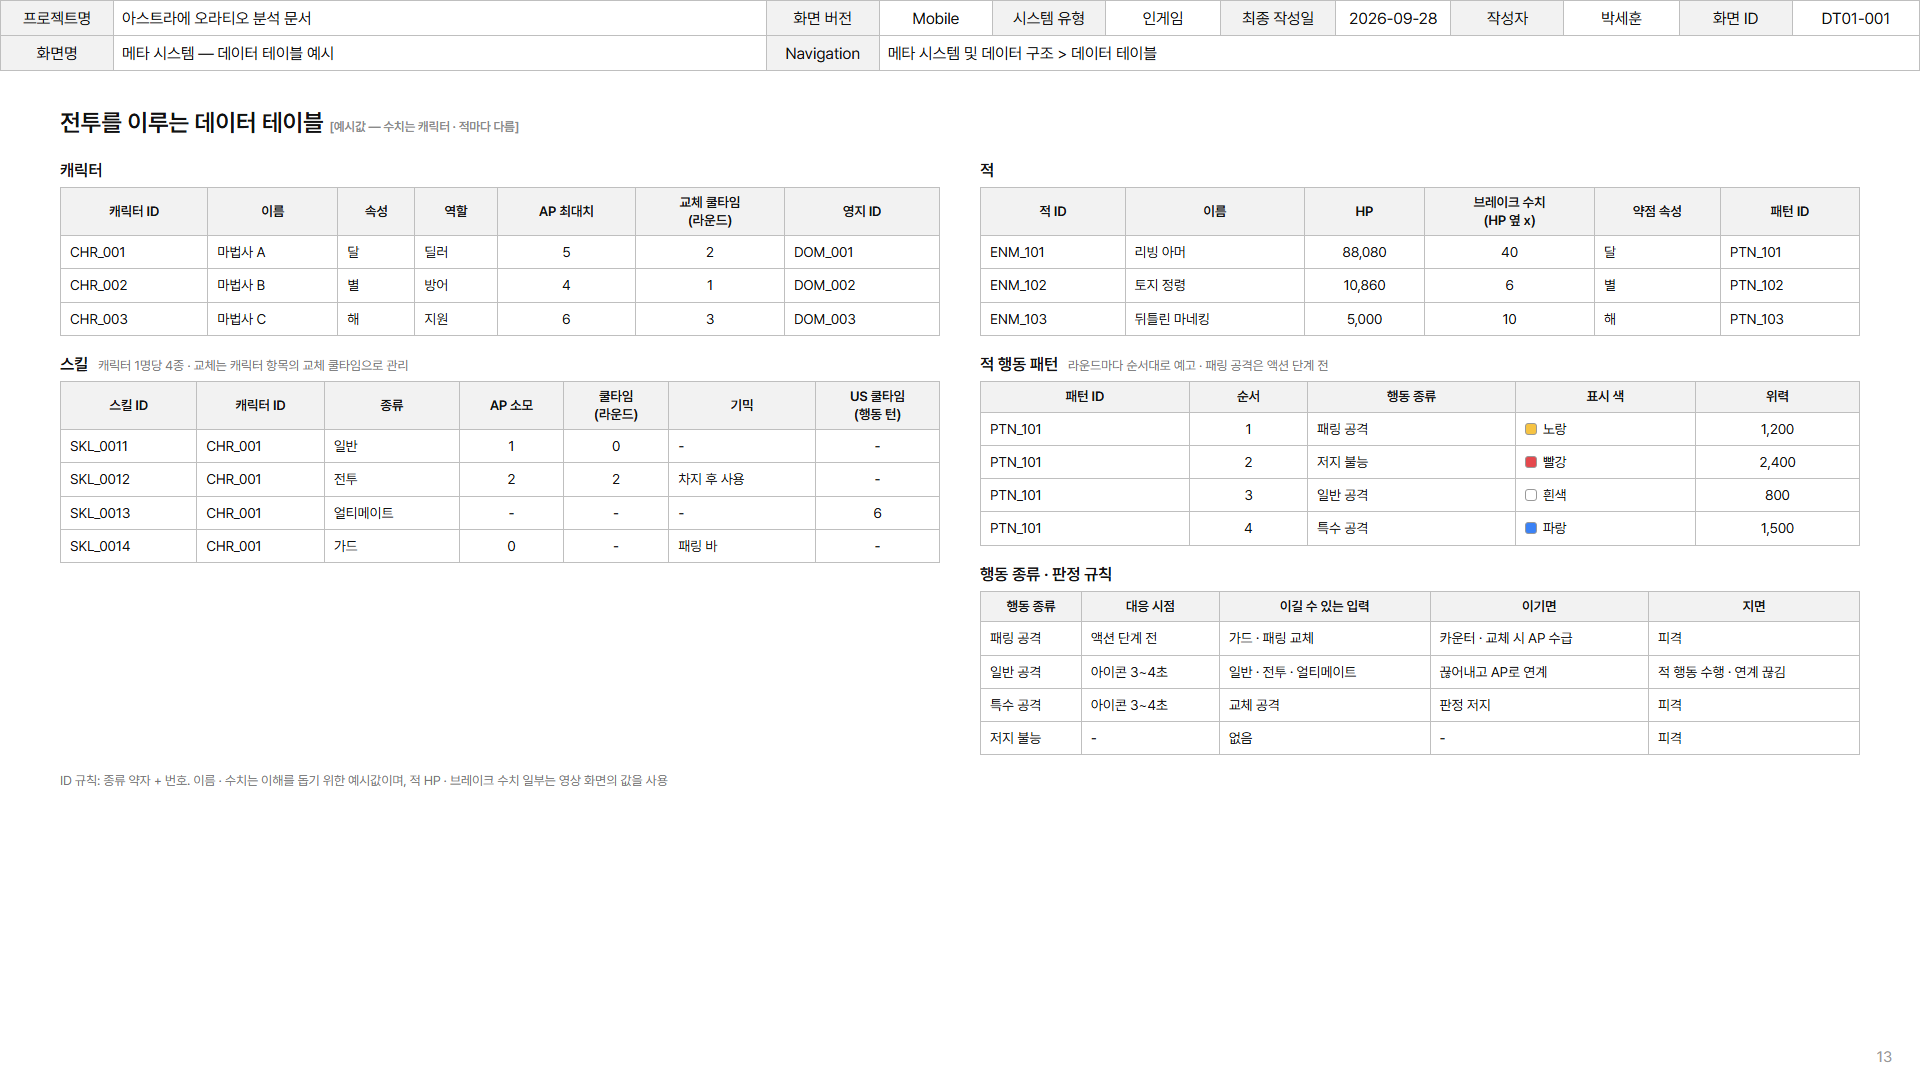 프로젝트명 아스트라에 오라티오 분석 문서 화면 버전 Mobile 시스템 유형 인게임 최종 작성일 2026-09-28 작성자 박세훈 화면 ID DT01-001
화면명 메타 시스템 — 데이터 테이블 예시 Navigation 메타 시스템 및 데이터 구조 > 데이터 테이블
전투를 이루는 데이터 테이블 [예시값 — 수치는 캐릭터 · 적마다 다름]
캐릭터
캐릭터 ID 이름 속성 역할 AP 최대치 교체 쿨타임 (라운드) 영지 ID
CHR_001 마법사 A 달 딜러 5 2 DOM_001
CHR_002 마법사 B 별 방어 4 1 DOM_002
CHR_003 마법사 C 해 지원 6 3 DOM_003
스킬 캐릭터 1명당 4종 · 교체는 캐릭터 항목의 교체 쿨타임으로 관리
스킬 ID 캐릭터 ID 종류 AP 소모 쿨타임 (라운드) 기믹 US 쿨타임 (행동 턴)
SKL_0011 CHR_001 일반 1 0 - -
SKL_0012 CHR_001 전투 2 2 차지 후 사용 -
SKL_0013 CHR_001 얼티메이트 - - - 6
SKL_0014 CHR_001 가드 0 - 패링 바 -
적
적 ID 이름 HP 브레이크 수치 (HP 옆 x) 약점 속성 패턴 ID
ENM_101 리빙 아머 88,080 40 달 PTN_101
ENM_102 토지 정령 10,860 6 별 PTN_102
ENM_103 뒤틀린 마네킹 5,000 10 해 PTN_103
적 행동 패턴 라운드마다 순서대로 예고 · 패링 공격은 액션 단계 전
패턴 ID 순서 행동 종류 표시 색 위력
PTN_101 1 패링 공격 노랑 1,200
PTN_101 2 저지 불능 빨강 2,400
PTN_101 3 일반 공격 흰색 800
PTN_101 4 특수 공격 파랑 1,500
행동 종류 · 판정 규칙
행동 종류 대응 시점 이길 수 있는 입력 이기면 지면
패링 공격 액션 단계 전 가드 · 패링 교체 카운터 · 교체 시 AP 수급 피격
일반 공격 아이콘 3~4초 일반 · 전투 · 얼티메이트 끊어내고 AP로 연계 적 행동 수행 · 연계 끊김
특수 공격 아이콘 3~4초 교체 공격 판정 저지 피격
저지 불능 - 없음 - 피격
ID 규칙: 종류 약자 + 번호. 이름 · 수치는 이해를 돕기 위한 예시값이며, 적 HP · 브레이크 수치 일부는 영상 화면의 값을 사용
13